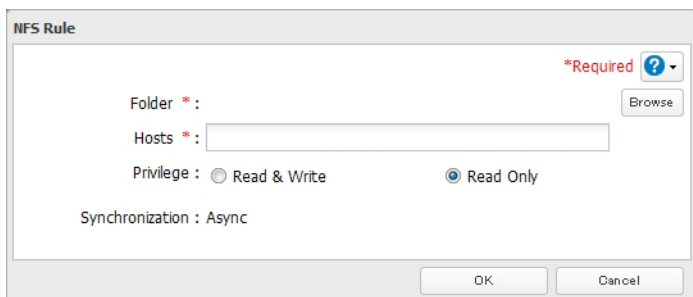 NFS Rule
*Required ?
Folder * : Browse
Hosts * :
Privilege : Read & Write Read Only
Synchronization : Async
OK Cancel